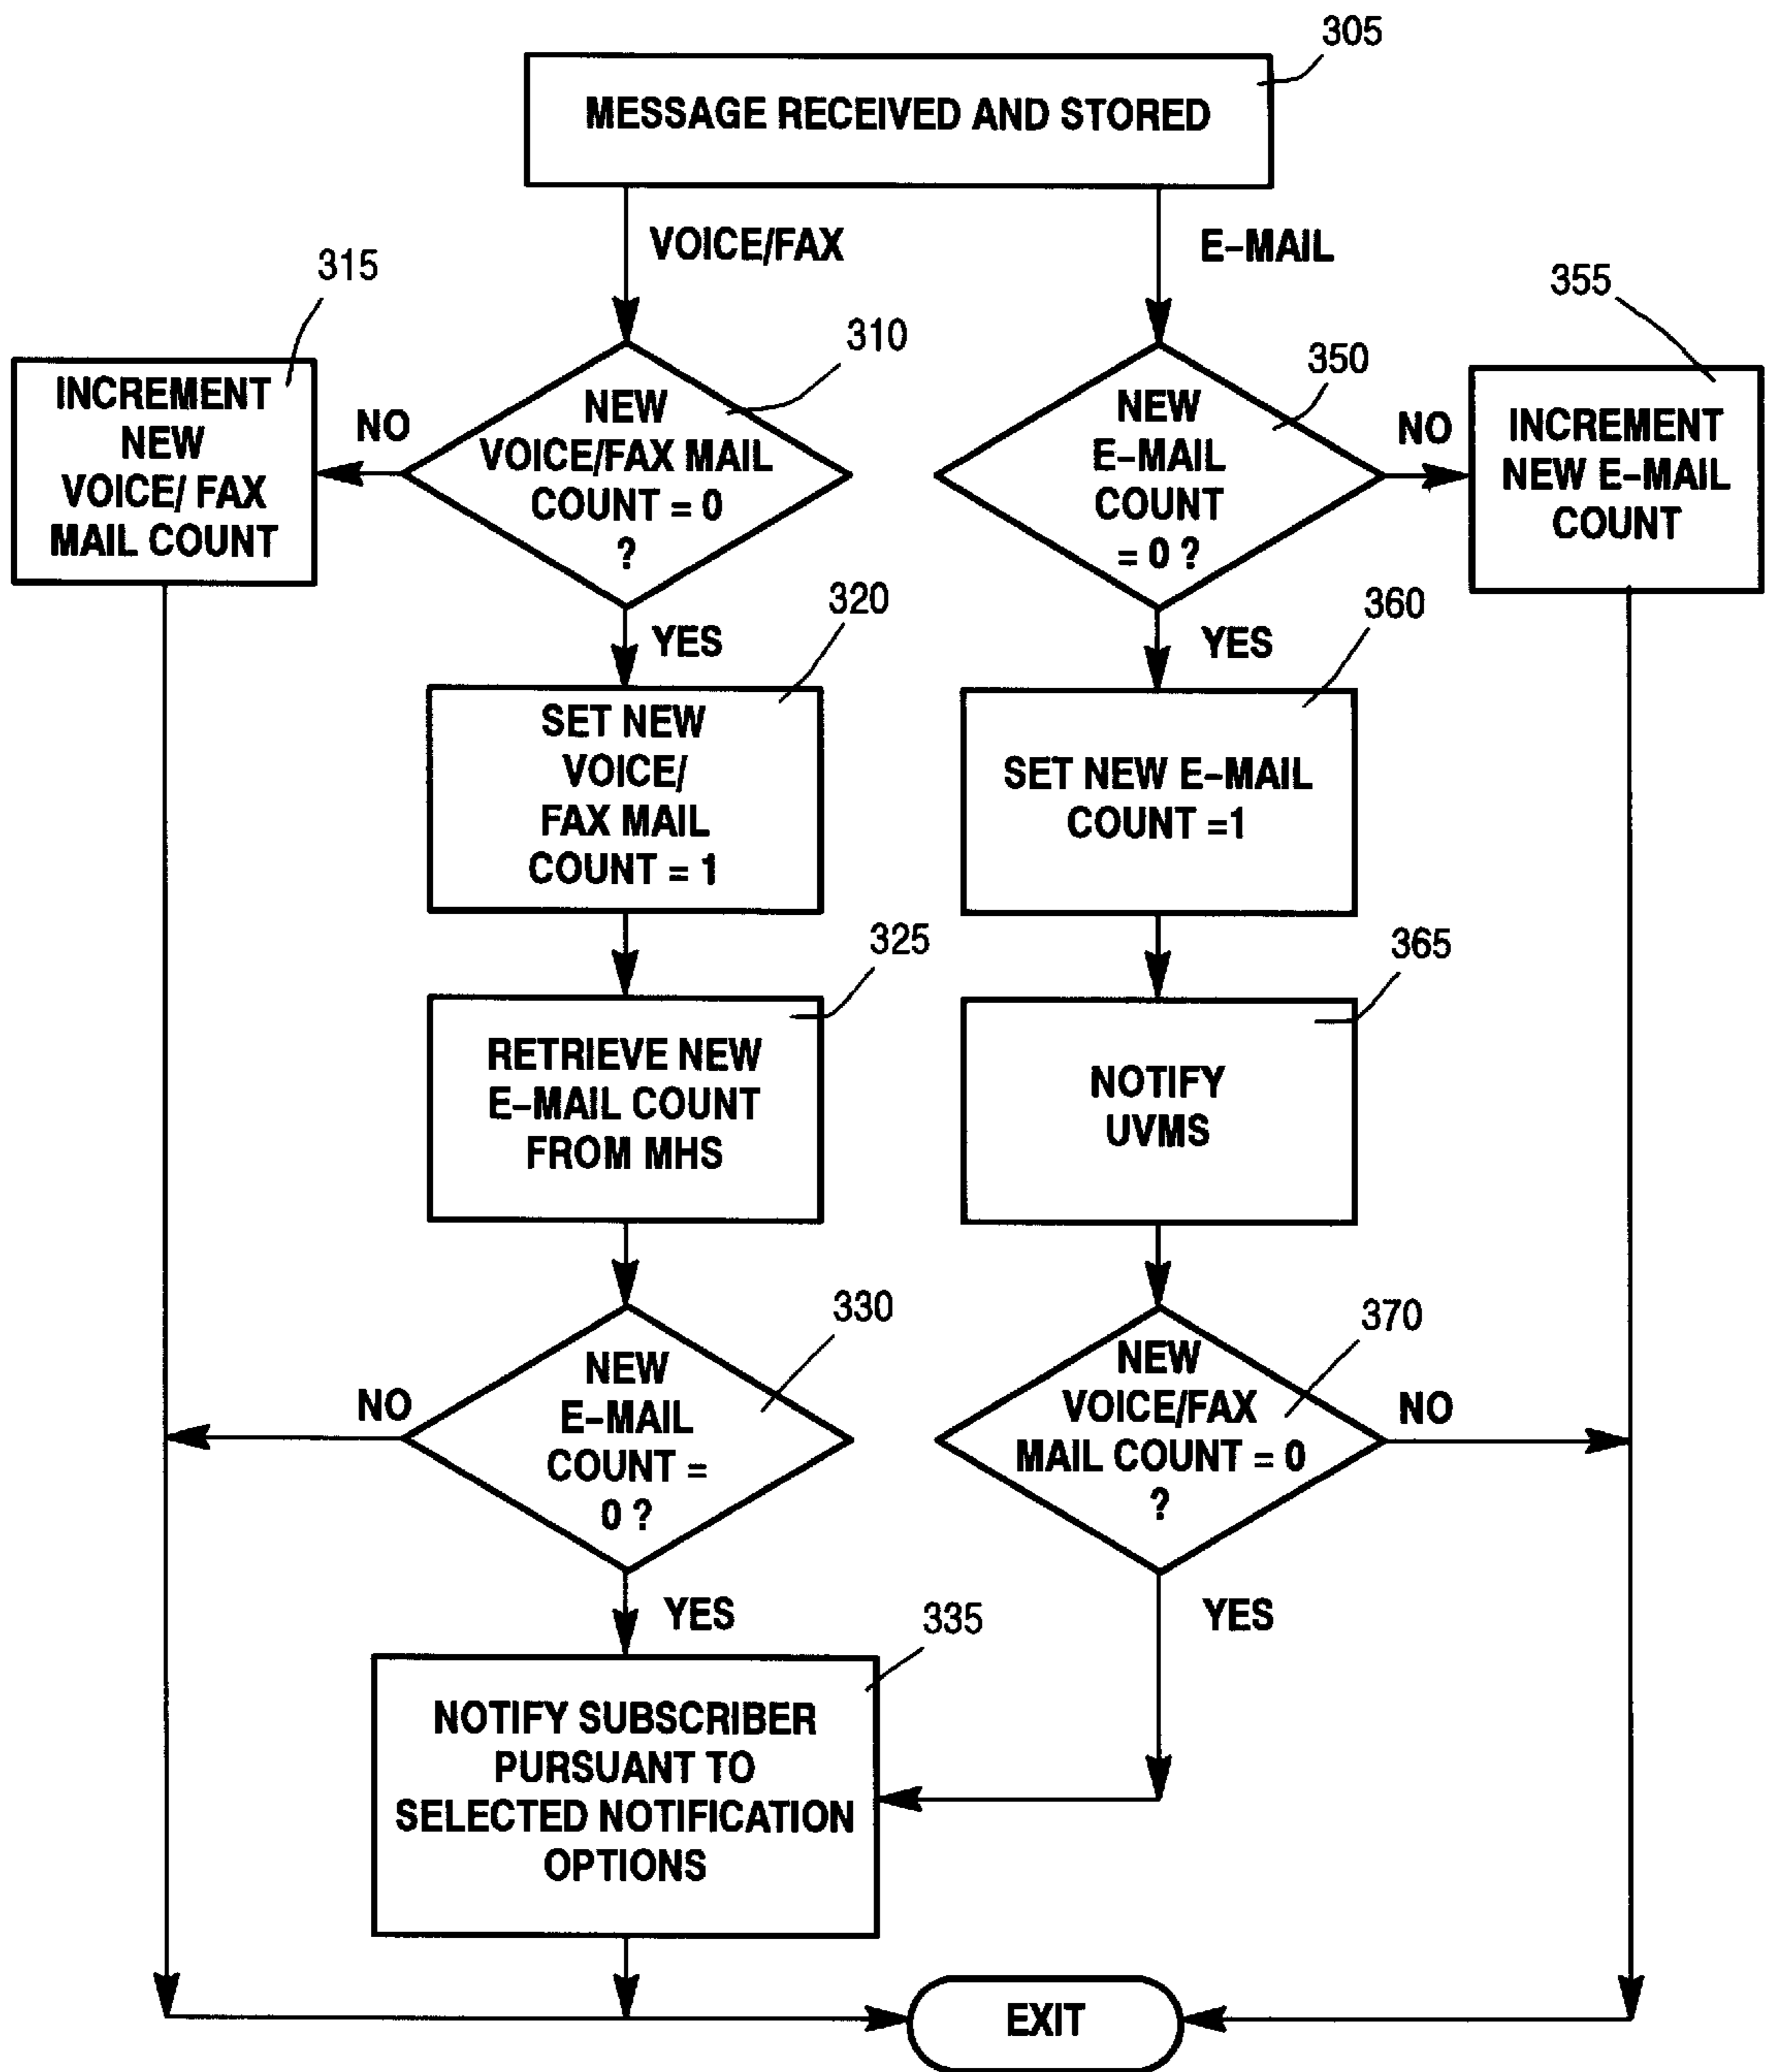 305
MESSAGE RECEIVED AND STORED
VOICE/FAX
E-MAIL
315
INCREMENT
NEW
VOICE/ FAX
MAIL COUNT
NO
310
NEW
VOICE/FAX MAIL
COUNT = 0
?
350
NEW
E-MAIL
COUNT
= 0 ?
NO
355
INCREMENT
NEW E-MAIL
COUNT
YES
320
SET NEW
VOICE/
FAX MAIL
COUNT = 1
YES
360
SET NEW E-MAIL
COUNT =1
325
RETRIEVE NEW
E-MAIL COUNT
FROM MHS
365
NOTIFY
UVMS
330
NEW
E-MAIL
COUNT =
0 ?
NO
370
NEW
VOICE/FAX
MAIL COUNT = 0
?
NO
YES
335
NOTIFY SUBSCRIBER
PURSUANT TO
SELECTED NOTIFICATION
OPTIONS
YES
EXIT